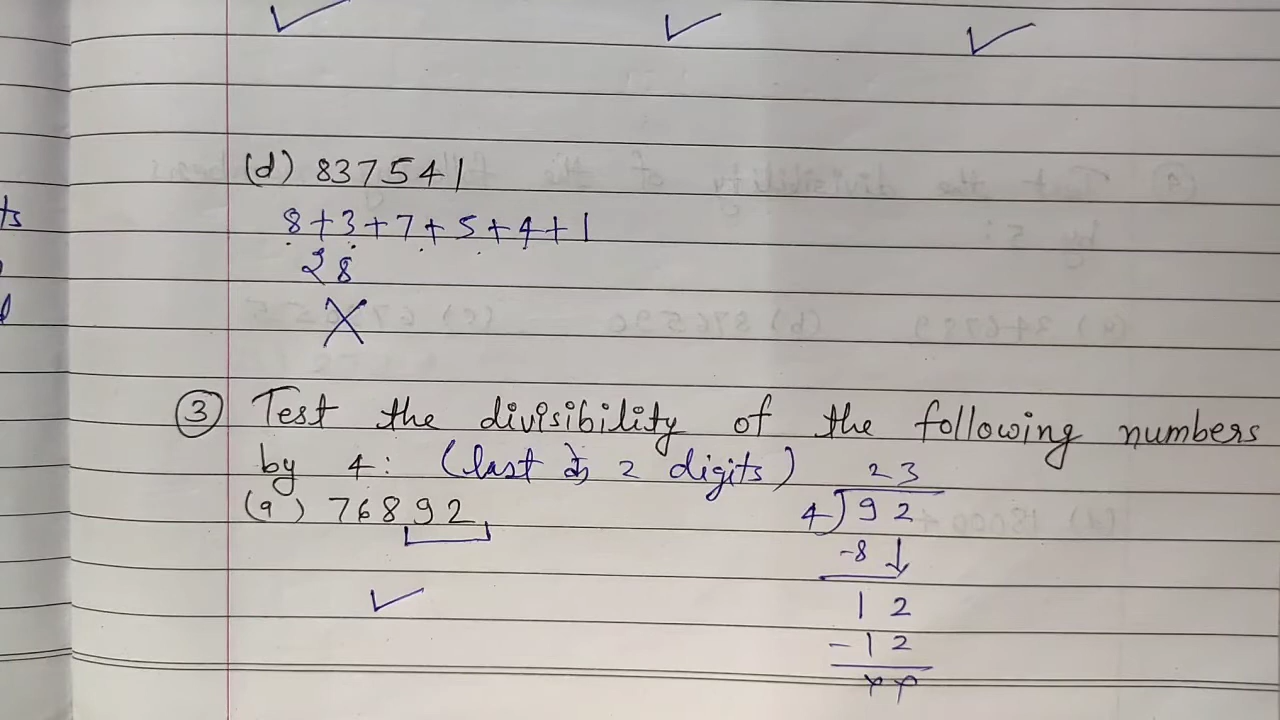 (d) 837541
8+3+7+5+4+1
28
③ Test the divisibility of the following numbers
by 4: (last 2 digits)
(a) 76892
23
4)92
-8↓
12
-12